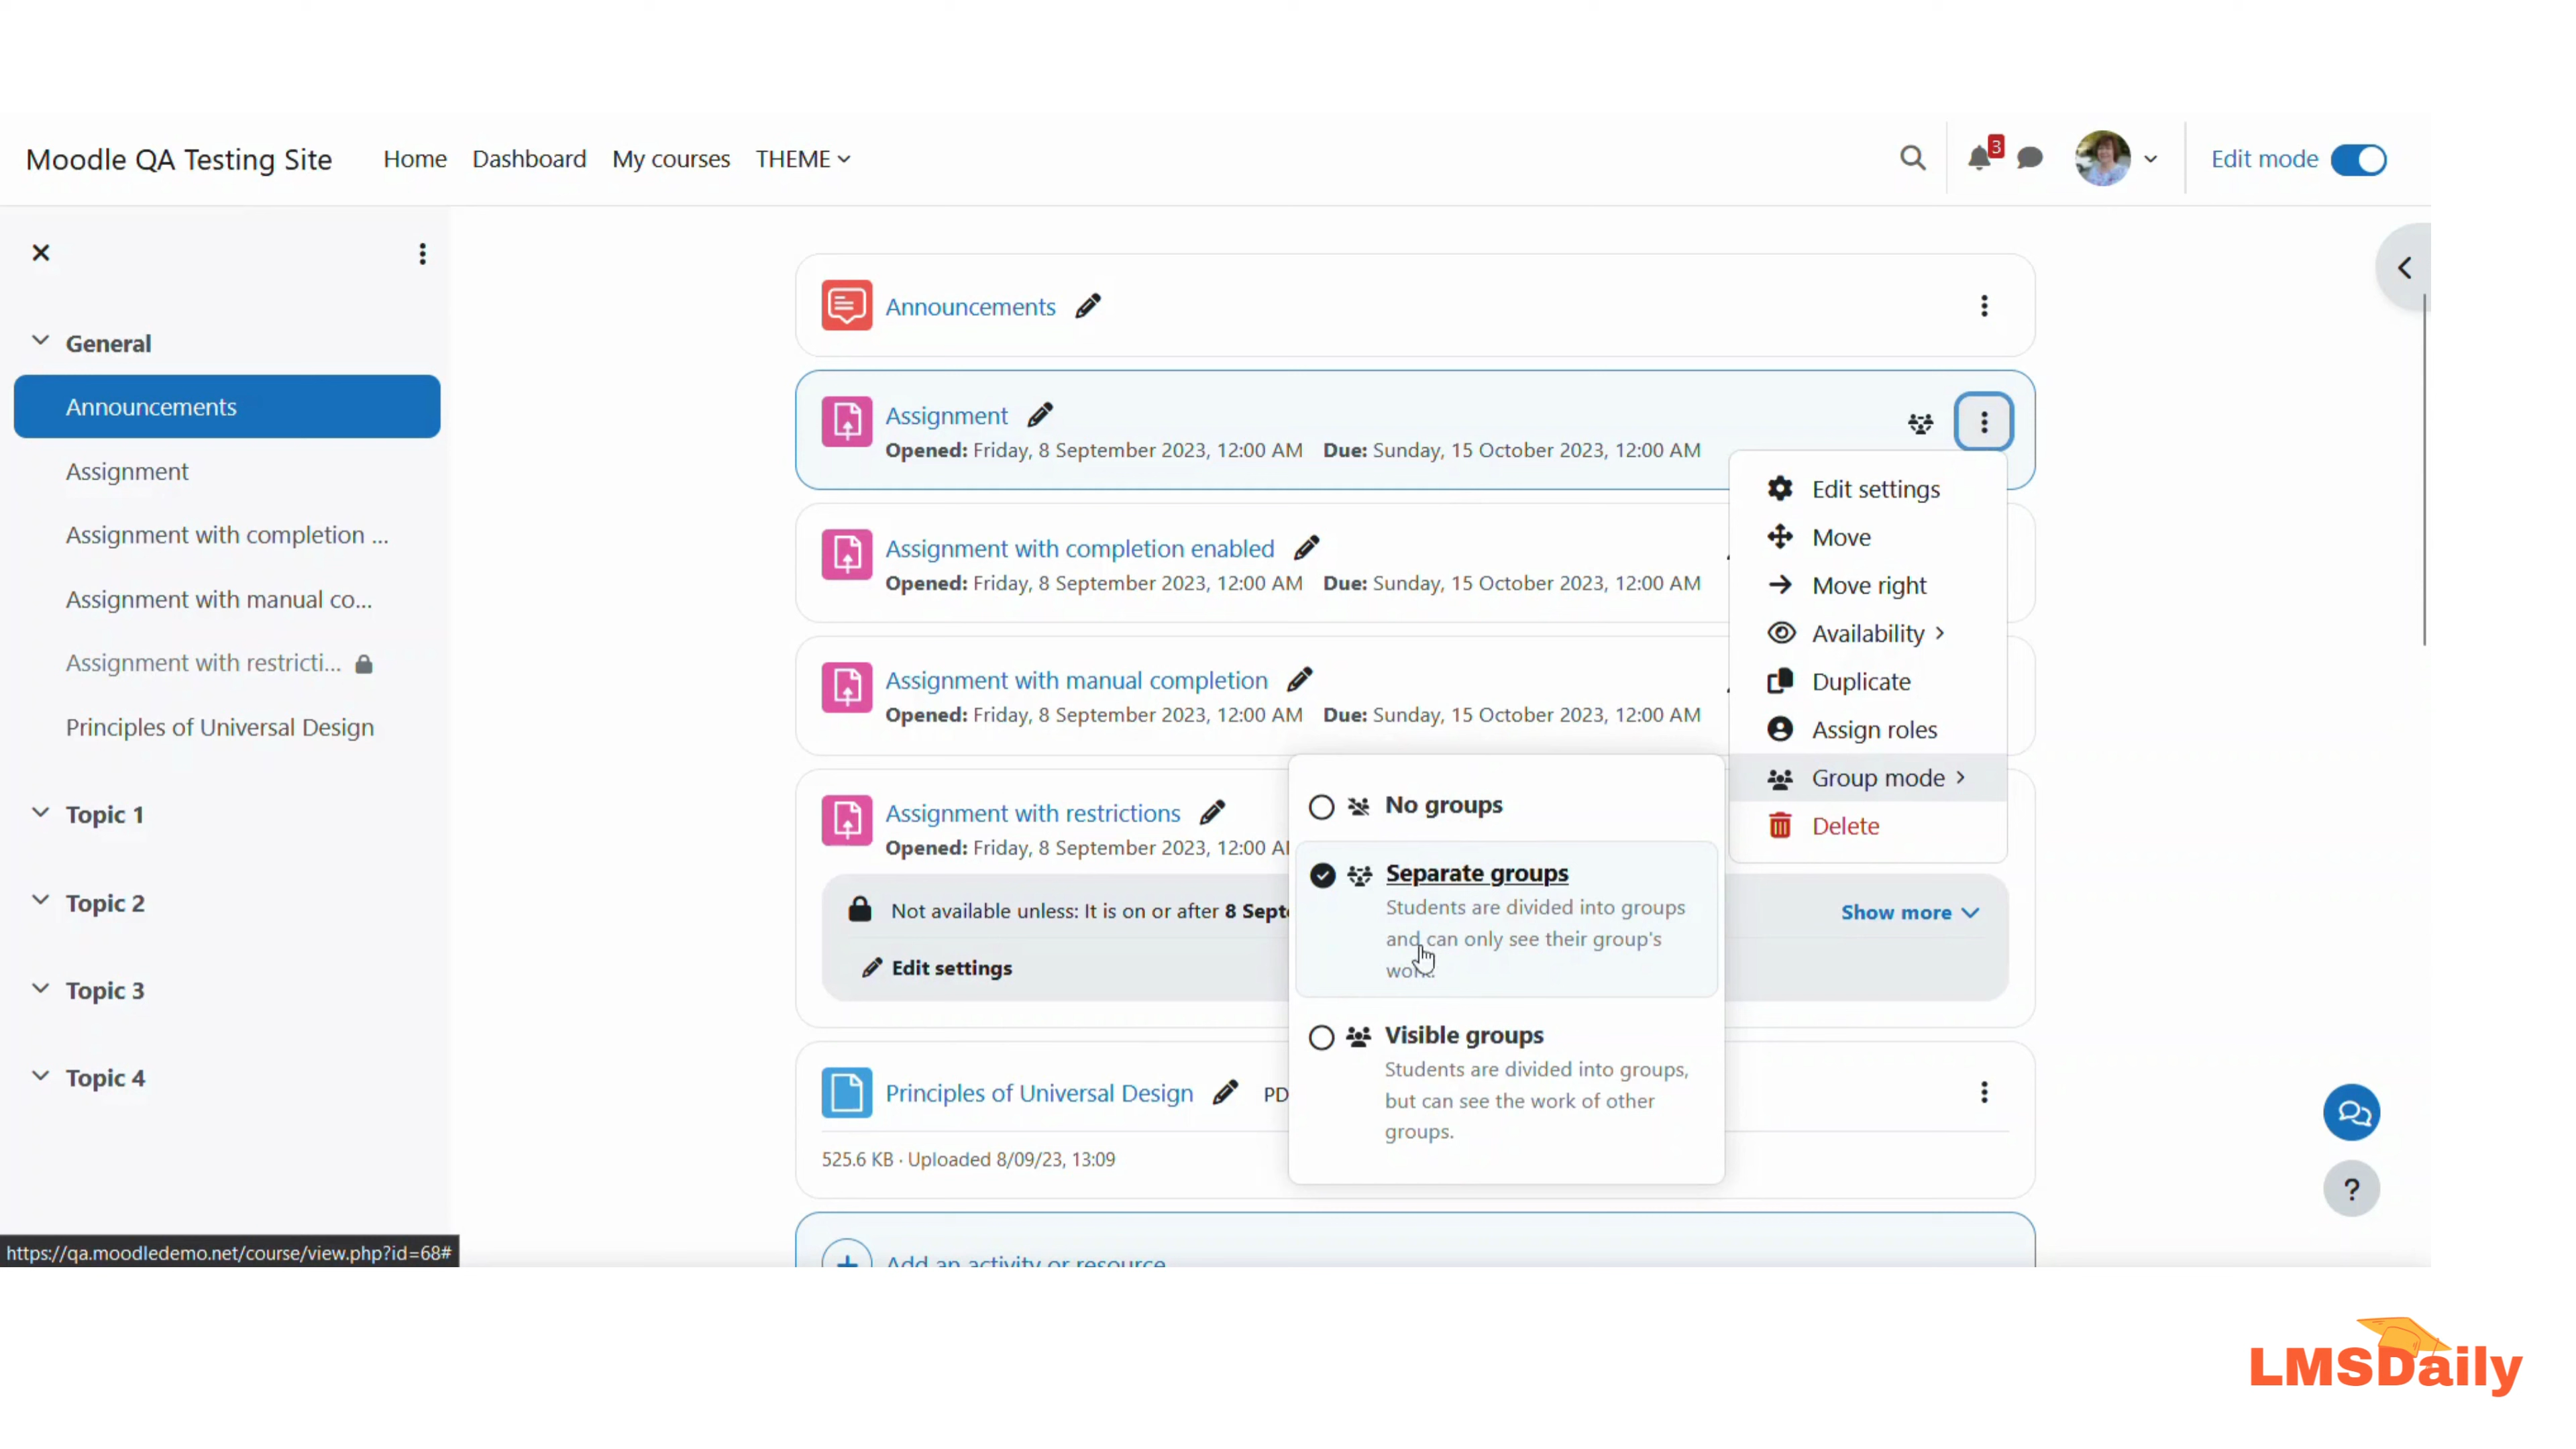 Moodle QA Testing Site
Home
Dashboard
My courses
THEME
3
Edit mode
General
Announcements
Assignment
Assignment with completion ...
Assignment with manual co...
Assignment with restricti...
Principles of Universal Design
Topic 1
Topic 2
Topic 3
Topic 4
Announcements
Assignment
Opened: Friday, 8 September 2023, 12:00 AM Due: Sunday, 15 October 2023, 12:00 AM
Assignment with completion enabled
Opened: Friday, 8 September 2023, 12:00 AM Due: Sunday, 15 October 2023, 12:00 AM
Assignment with manual completion
Opened: Friday, 8 September 2023, 12:00 AM Due: Sunday, 15 October 2023, 12:00 AM
Assignment with restrictions
Opened: Friday, 8 September 2023, 12:00 A
Not available unless: It is on or after 8 Sept
Show more
Edit settings
Principles of Universal Design PD
525.6 KB · Uploaded 8/09/23, 13:09
Add an activity or resource
Edit settings
Move
Move right
Availability
Duplicate
Assign roles
Group mode
Delete
No groups
Separate groups
Students are divided into groups
and can only see their group's
work.
Visible groups
Students are divided into groups,
but can see the work of other
groups.
?
https://qa.moodledemo.net/course/view.php?id=68#
LMSDaily